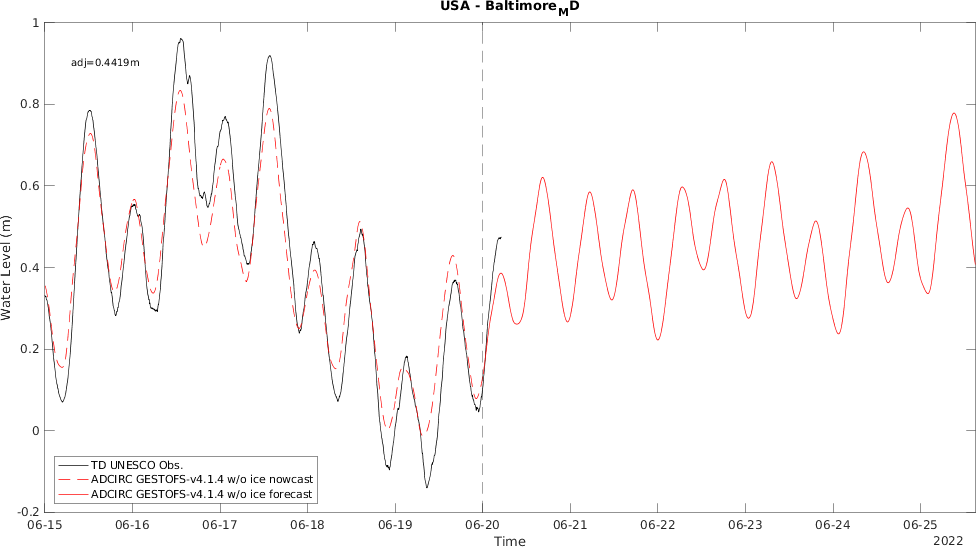 USA - Baltimore_MD
1
adj=0.4419m
0.8
0.6
Water Level (m)
0.4
0.2
0
TD UNESCO Obs.
ADCIRC GESTOFS-v4.1.4 w/o ice nowcast
ADCIRC GESTOFS-v4.1.4 w/o ice forecast
-0.2
06-15 06-16 06-17 06-18 06-19 06-20 06-21 06-22 06-23 06-24 06-25
Time
2022